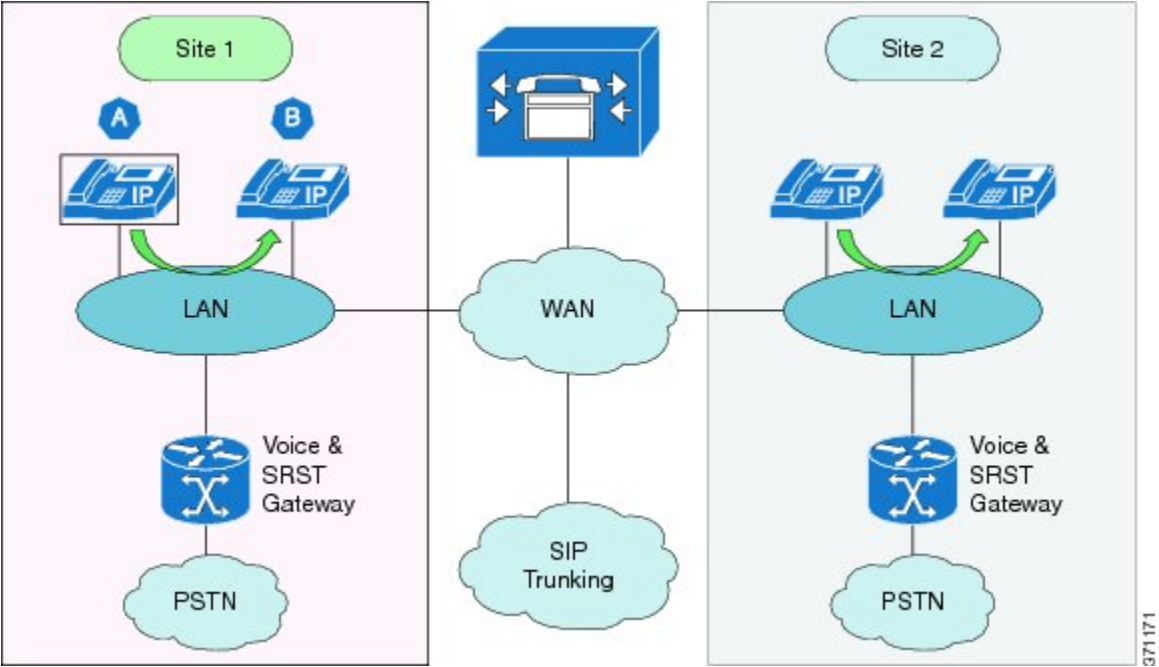 Site 1
Site 2
A
B
IP
IP
IP
IP
LAN
WAN
LAN
Voice &
SRST
Gateway
Voice &
SRST
Gateway
SIP
Trunking
PSTN
PSTN
371171